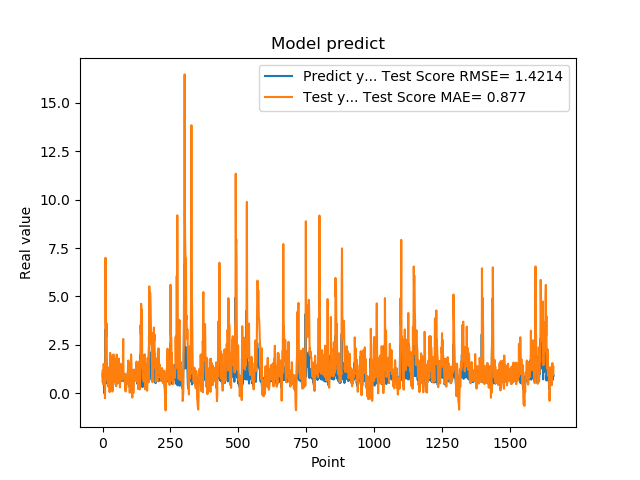 Model predict
Predict y... Test Score RMSE= 1.4214
Test y... Test Score MAE= 0.877
Real value
15.0
12.5
10.0
7.5
5.0
2.5
0.0
0 250 500 750 1000 1250 1500
Point